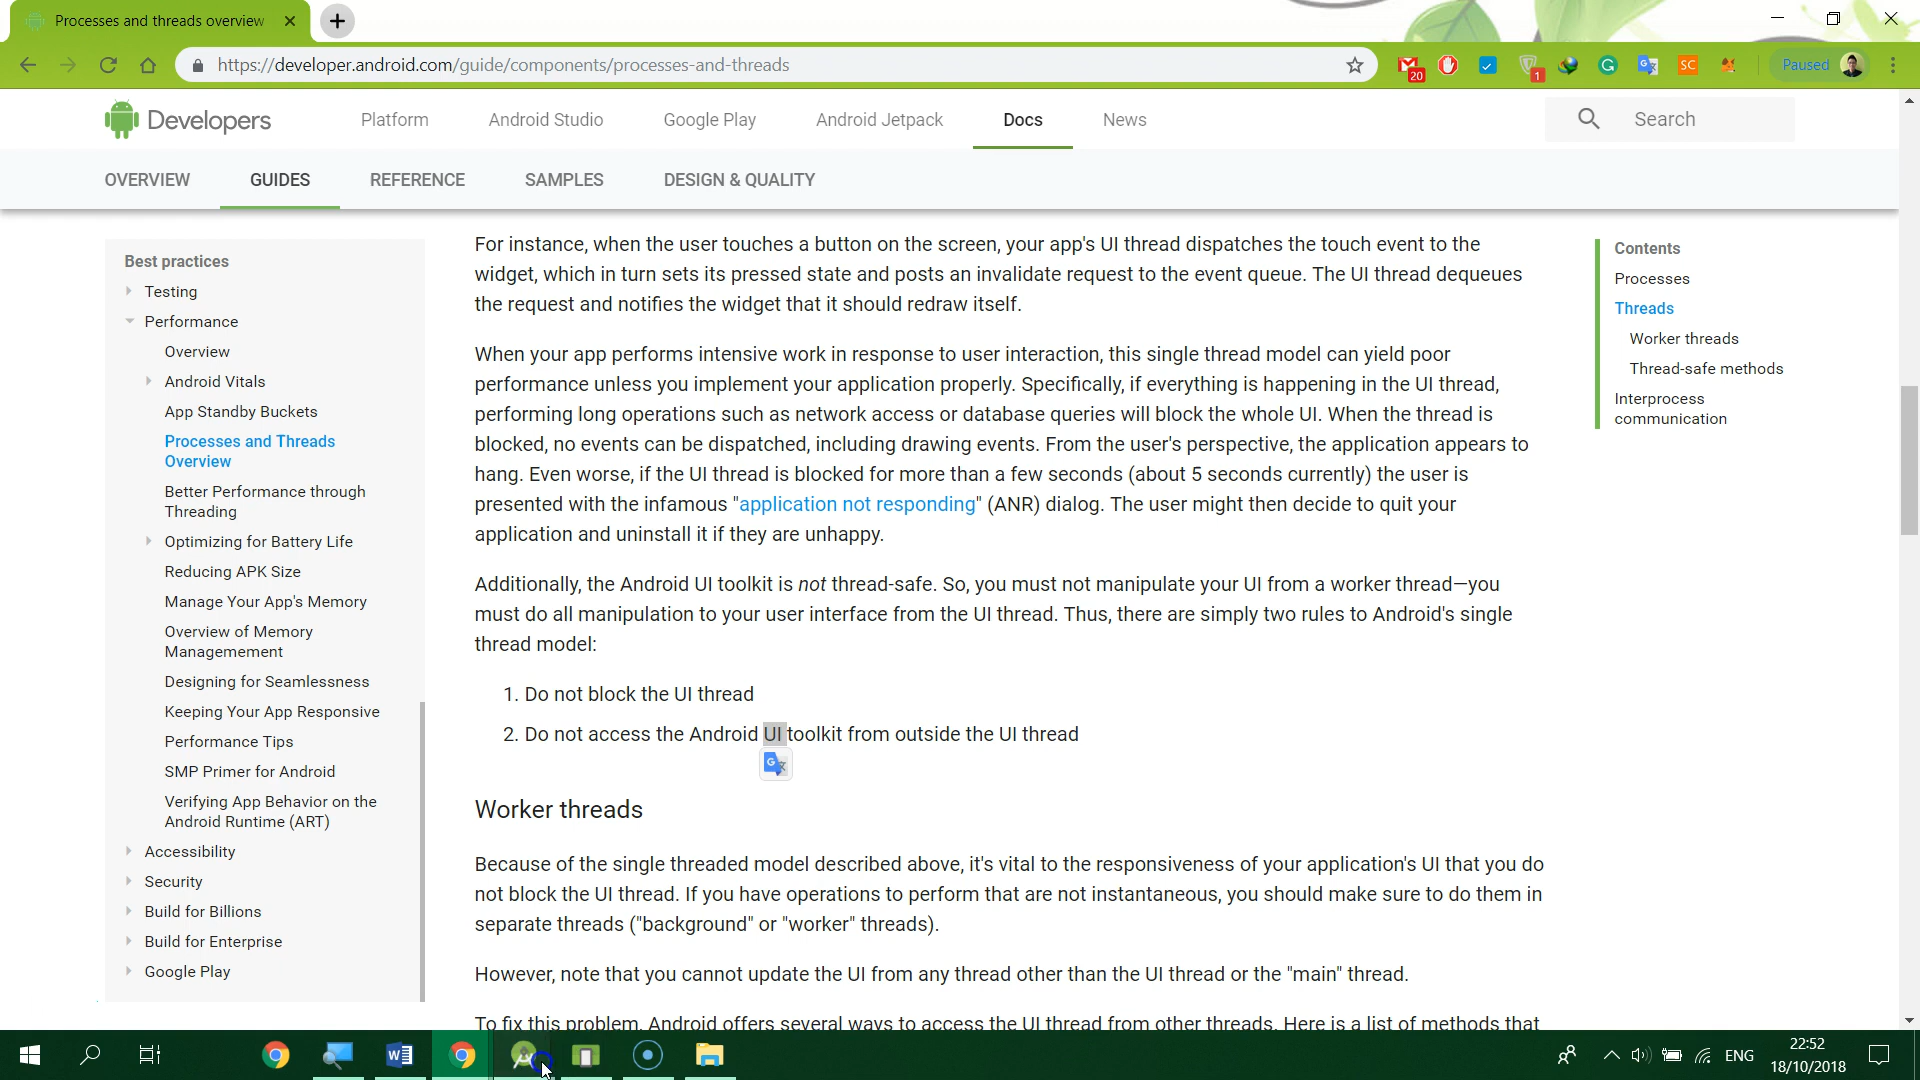 Processes and threads overview
https://developer.android.com/guide/components/processes-and-threads
20
1
G
SC
Paused
Developers
Platform
Android Studio
Google Play
Android Jetpack
Docs
News
Search
OVERVIEW
GUIDES
REFERENCE
SAMPLES
DESIGN & QUALITY
Best practices
Testing
Performance
Overview
Android Vitals
App Standby Buckets
Processes and Threads
Overview
Better Performance through
Threading
Optimizing for Battery Life
Reducing APK Size
Manage Your App's Memory
Overview of Memory
Managemement
Designing for Seamlessness
Keeping Your App Responsive
Performance Tips
SMP Primer for Android
Verifying App Behavior on the
Android Runtime (ART)
Accessibility
Security
Build for Billions
Build for Enterprise
Google Play
For instance, when the user touches a button on the screen, your app's UI thread dispatches the touch event to the
widget, which in turn sets its pressed state and posts an invalidate request to the event queue. The UI thread dequeues
the request and notifies the widget that it should redraw itself.
When your app performs intensive work in response to user interaction, this single thread model can yield poor
performance unless you implement your application properly. Specifically, if everything is happening in the UI thread,
performing long operations such as network access or database queries will block the whole UI. When the thread is
blocked, no events can be dispatched, including drawing events. From the user's perspective, the application appears to
hang. Even worse, if the UI thread is blocked for more than a few seconds (about 5 seconds currently) the user is
presented with the infamous "application not responding" (ANR) dialog. The user might then decide to quit your
application and uninstall it if they are unhappy.
Additionally, the Android UI toolkit is not thread-safe. So, you must not manipulate your UI from a worker thread—you
must do all manipulation to your user interface from the UI thread. Thus, there are simply two rules to Android's single
thread model:
1. Do not block the UI thread
2. Do not access the Android UI toolkit from outside the UI thread
Worker threads
Because of the single threaded model described above, it's vital to the responsiveness of your application's UI that you do
not block the UI thread. If you have operations to perform that are not instantaneous, you should make sure to do them in
separate threads ("background" or "worker" threads).
However, note that you cannot update the UI from any thread other than the UI thread or the "main" thread.
To fix this problem, Android offers several ways to access the UI thread from other threads. Here is a list of methods that
Contents
Processes
Threads
Worker threads
Thread-safe methods
Interprocess
communication
ENG
22:52
18/10/2018